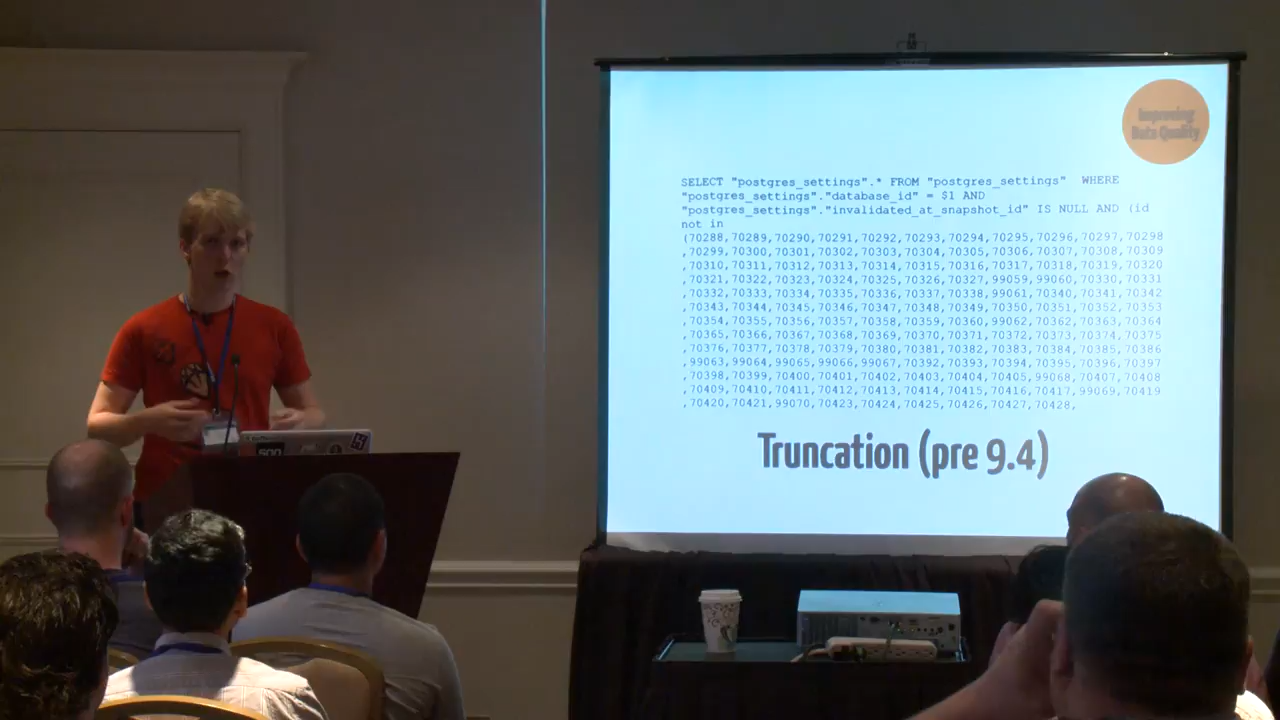 Improving
Data Quality
SELECT "postgres_settings".* FROM "postgres_settings"  WHERE
"postgres_settings"."database_id" = $1 AND
"postgres_settings"."invalidated_at_snapshot_id" IS NULL AND (id
not in
(70288,70289,70290,70291,70292,70293,70294,70295,70296,70297,70298
,70299,70300,70301,70302,70303,70304,70305,70306,70307,70308,70309
,70310,70311,70312,70313,70314,70315,70316,70317,70318,70319,70320
,70321,70322,70323,70324,70325,70326,70327,99059,99060,70330,70331
,70332,70333,70334,70335,70336,70337,70338,99061,70340,70341,70342
,70343,70344,70345,70346,70347,70348,70349,70350,70351,70352,70353
,70354,70355,70356,70357,70358,70359,70360,99062,70362,70363,70364
,70365,70366,70367,70368,70369,70370,70371,70372,70373,70374,70375
,70376,70377,70378,70379,70380,70381,70382,70383,70384,70385,70386
,99063,99064,99065,99066,99067,70392,70393,70394,70395,70396,70397
,70398,70399,70400,70401,70402,70403,70404,70405,99068,70407,70408
,70409,70410,70411,70412,70413,70414,70415,70416,70417,99069,70419
,70420,70421,99070,70423,70424,70425,70426,70427,70428,
Truncation (pre 9.4)
500